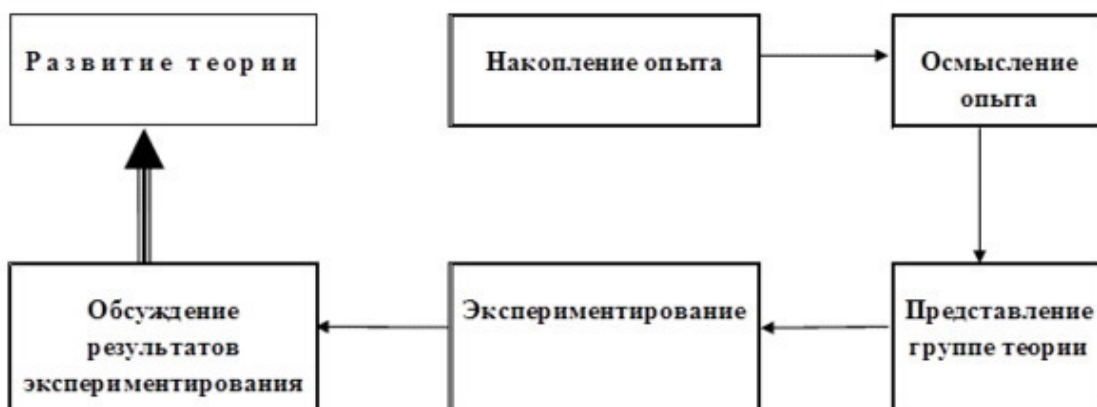 Развитие теории
Накопление опыта
Осмысление
опыта
Обсуждение
результатов
экспериментирования
Экспериментирование
Представление
группе теории